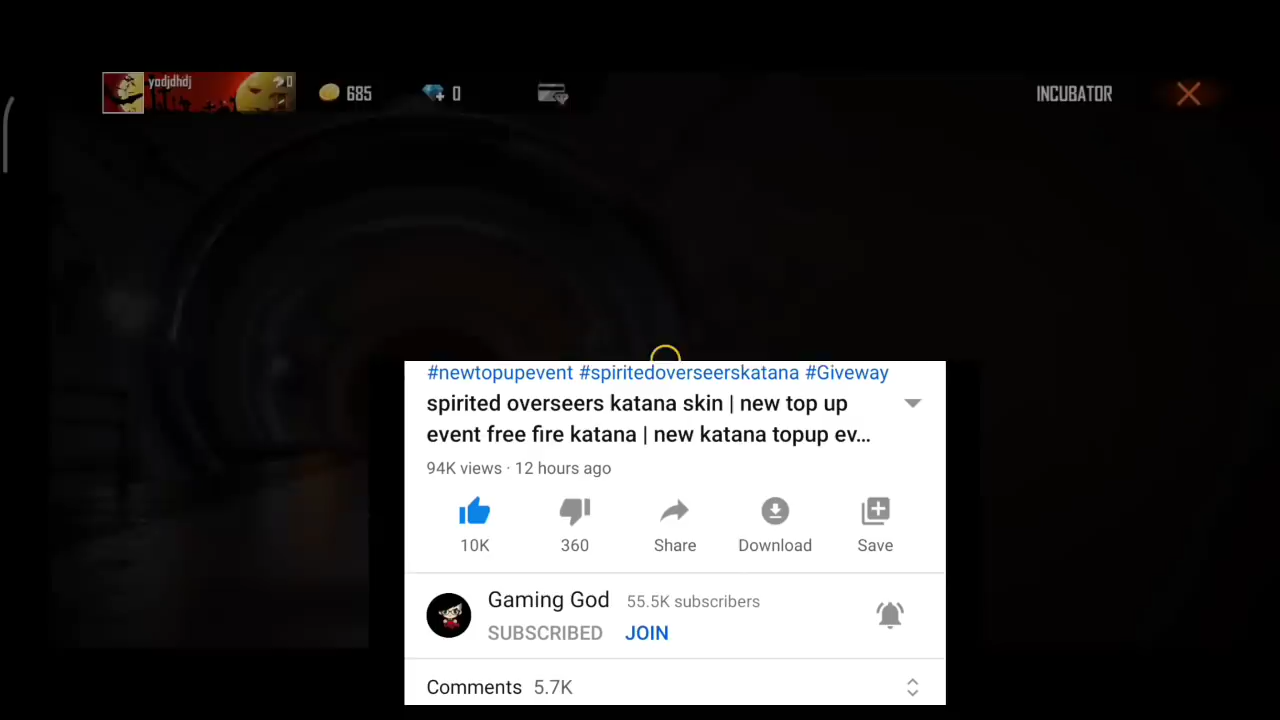 yadjdhdj
0
685
0
INCUBATOR
#newtopupevent #spiritedoverseerskatana #Giveway
spirited overseers katana skin | new top up
event free fire katana | new katana topup ev...
94K views · 12 hours ago
10K
360
Share
Download
Save
Gaming God
55.5K subscribers
SUBSCRIBED
JOIN
Comments 5.7K